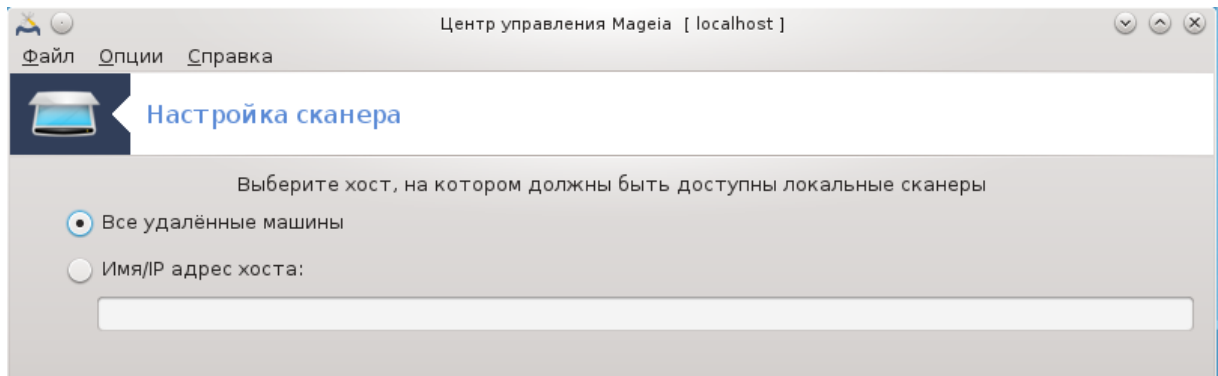 Центр управления Mageia [ localhost ]
Файл Опции Справка
Настройка сканера
Выберите хост, на котором должны быть доступны локальные сканеры
Все удалённые машины
Имя/IP адрес хоста: